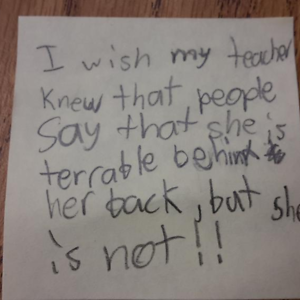 I wish my teacher
Knew that people
Say that she is
terrable behind
her back, but she
is not!!